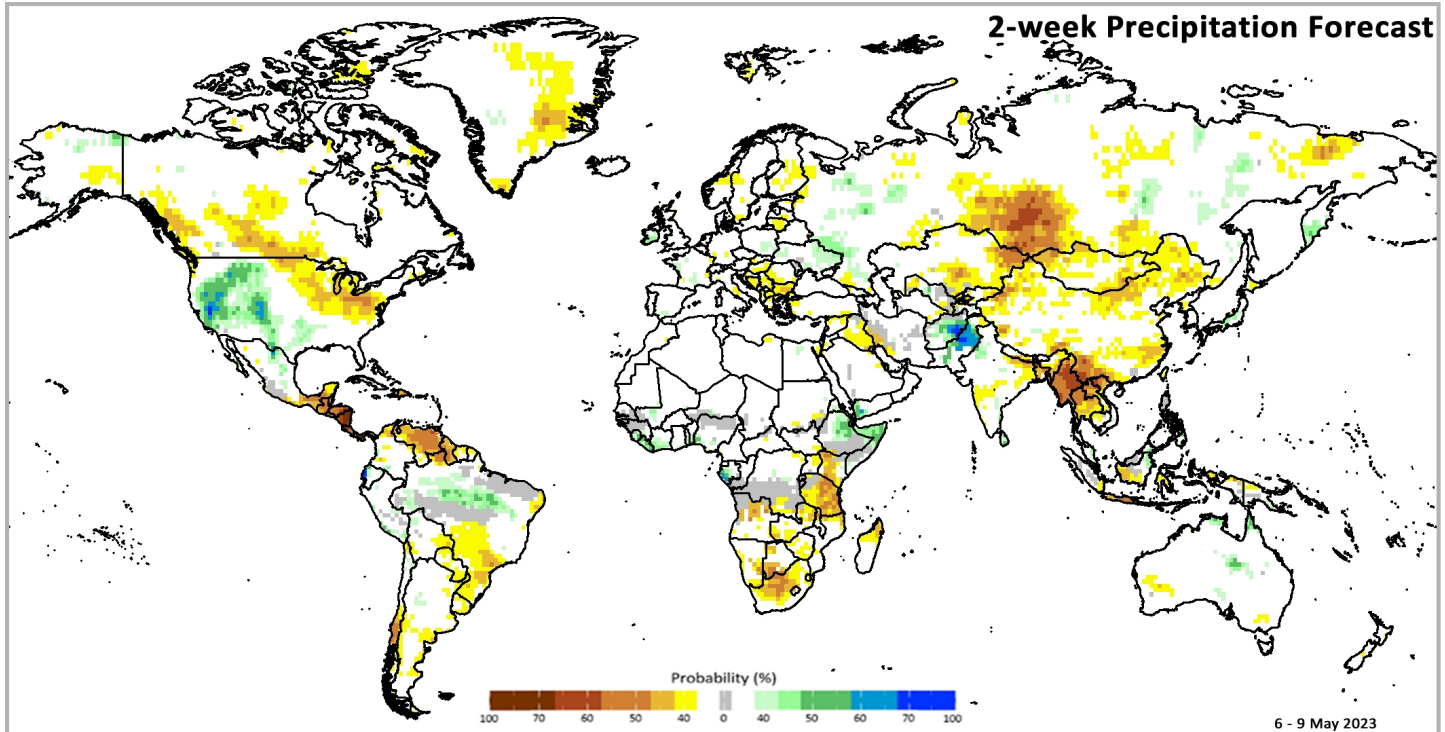 2-week Precipitation Forecast
Probability (%)
100 70 60 50 40 0 40 50 60 70 100
6 - 9 May 2023